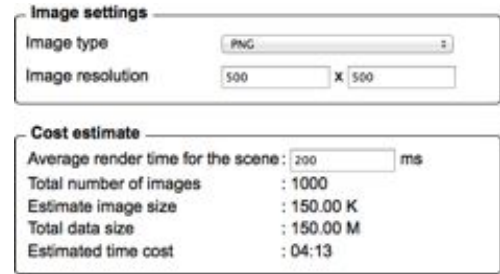 Image settings
Image type PNG
Image resolution 500 x 500
Cost estimate
Average render time for the scene: 200 ms
Total number of images : 1000
Estimate image size : 150.00 K
Total data size : 150.00 M
Estimated time cost : 04:13